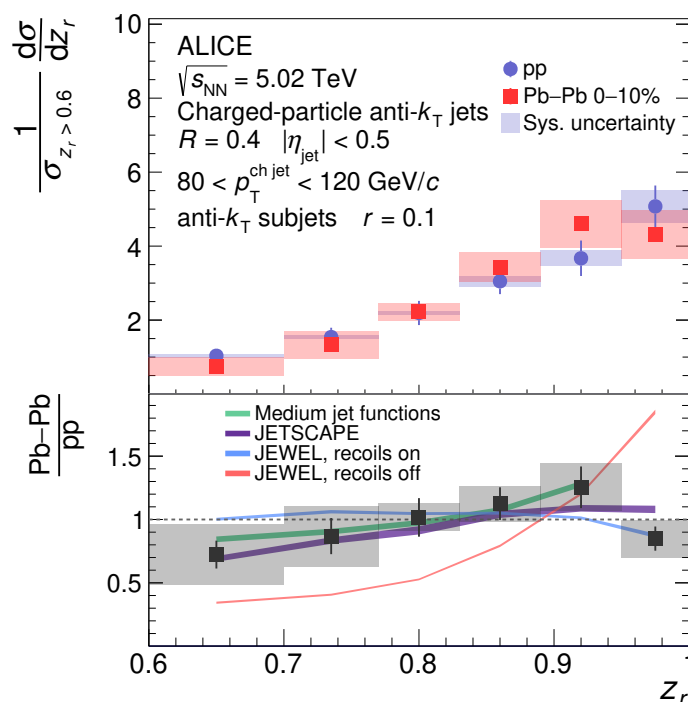 1/σ_{z_r > 0.6} dσ/dz_r
10
8
6
4
2
ALICE
√s_NN = 5.02 TeV
Charged-particle anti-k_T jets
R = 0.4 |η_jet| < 0.5
80 < p_T^{ch jet} < 120 GeV/c
anti-k_T subjets r = 0.1
pp
Pb–Pb 0–10%
Sys. uncertainty
Pb–Pb/pp
1.5
1
0.5
Medium jet functions
JETSCAPE
JEWEL, recoils on
JEWEL, recoils off
0.6 0.7 0.8 0.9 1
z_r